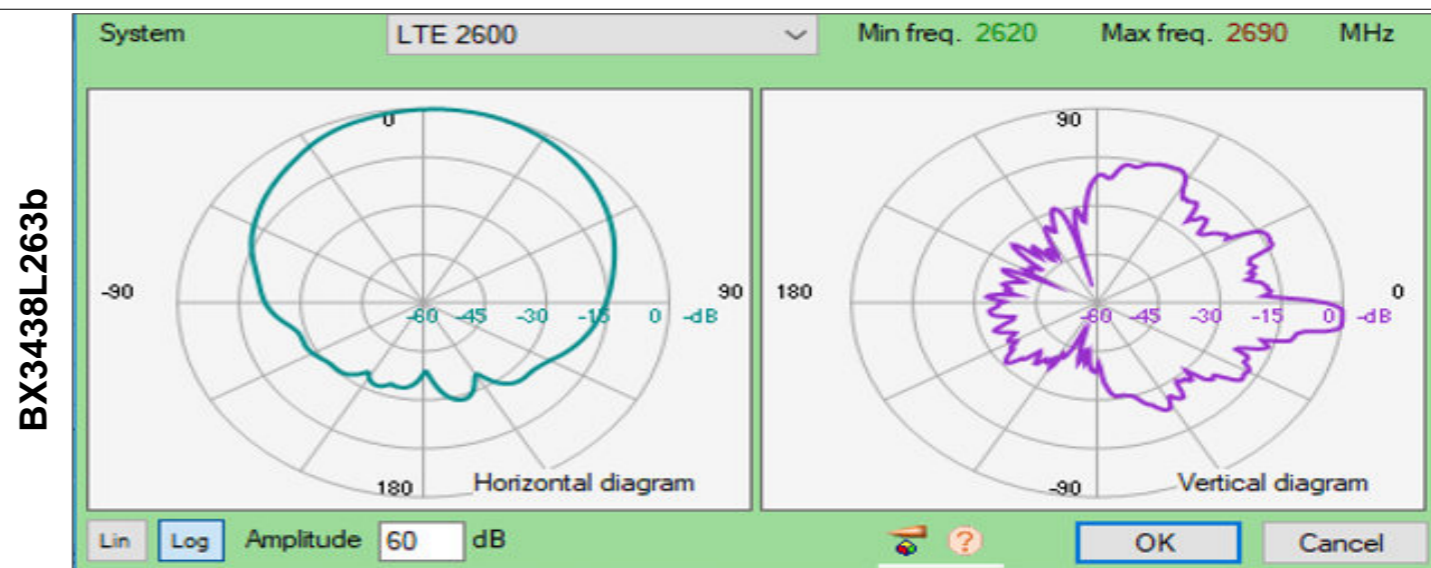 BX3438L263b
System LTE 2600 Min freq. 2620 Max freq. 2690 MHz
0
-90 90
-60 -45 -30 -15 0 -dB
180 Horizontal diagram
90
180 0
-60 -45 -30 -15 0 -dB
-90 Vertical diagram
Lin Log Amplitude 60 dB ? OK Cancel